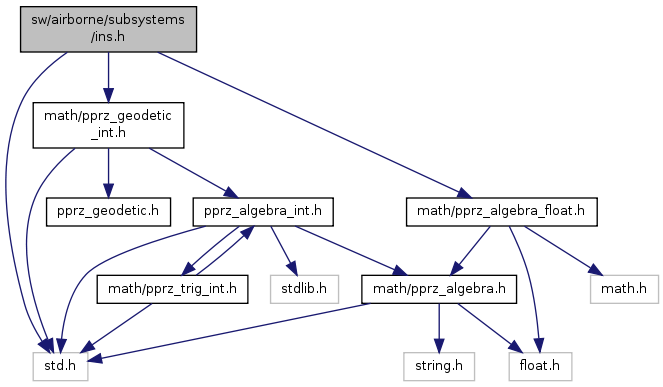 sw/airborne/subsystems
/ins.h
math/pprz_geodetic
_int.h
pprz_geodetic.h
pprz_algebra_int.h
math/pprz_algebra_float.h
math/pprz_trig_int.h
stdlib.h
math/pprz_algebra.h
math.h
std.h
string.h
float.h